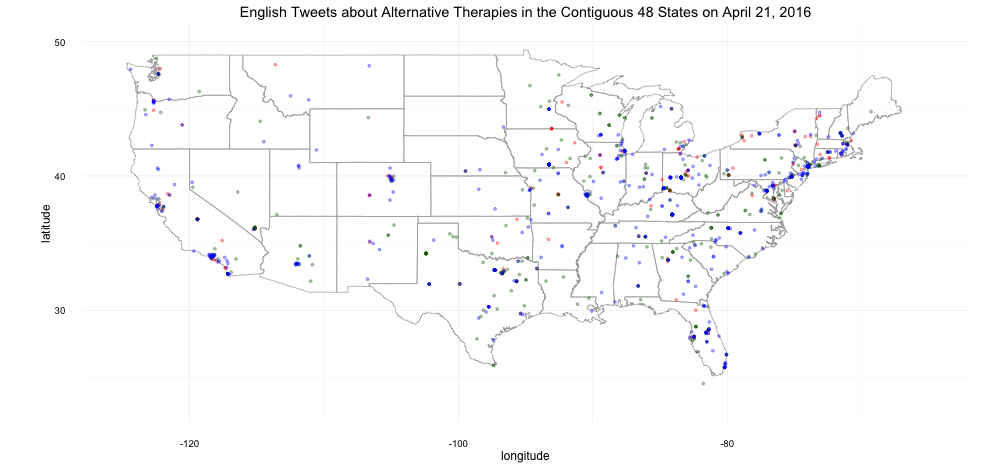 English Tweets about Alternative Therapies in the Contiguous 48 States on April 21, 2016
50
40
30
latitude
-120
-100
-80
longitude